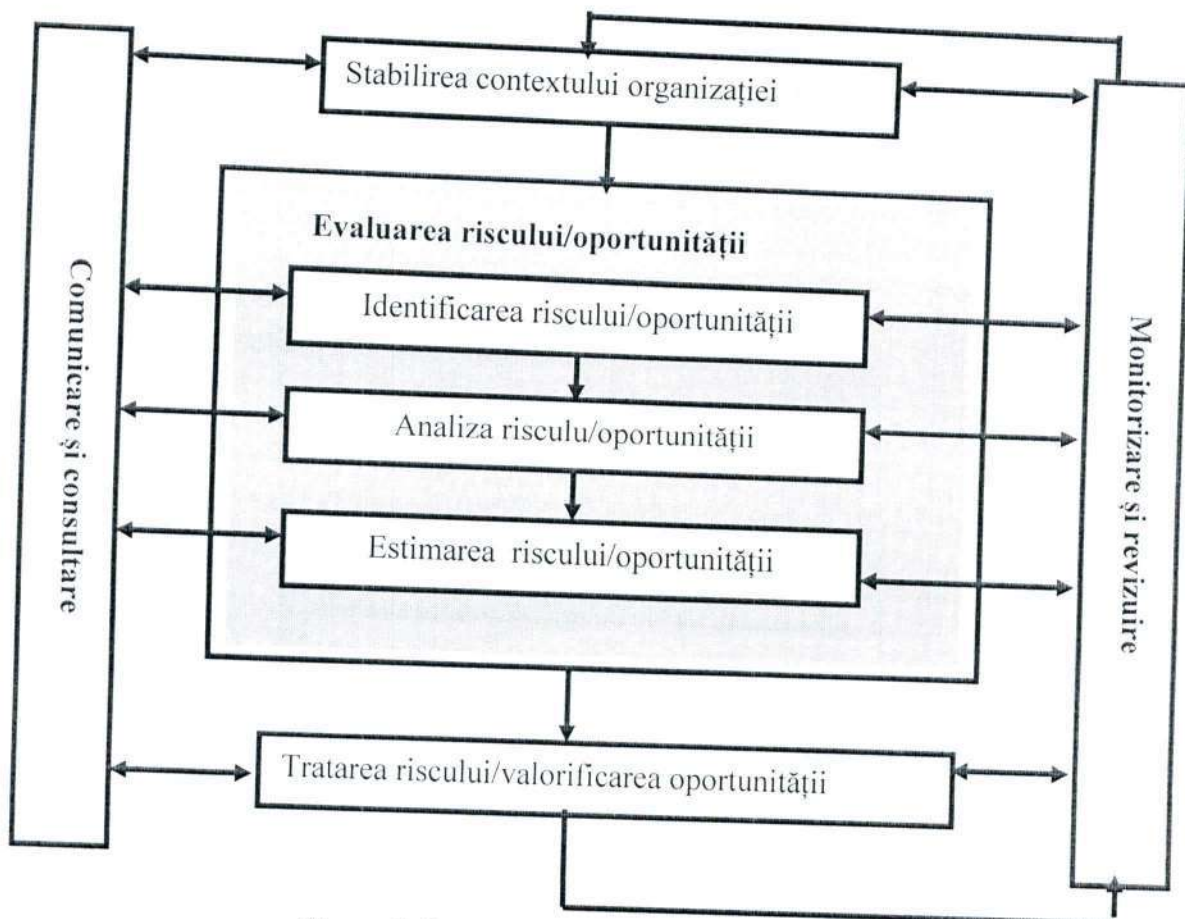 Stabilirea contextului organizației
Evaluarea riscului/oportunității
Identificarea riscului/oportunității
Analiza risculu/oportunității
Estimarea riscului/oportunității
Tratarea riscului/valorificarea oportunității
Comunicare și consultare
Monitorizare și revizuire